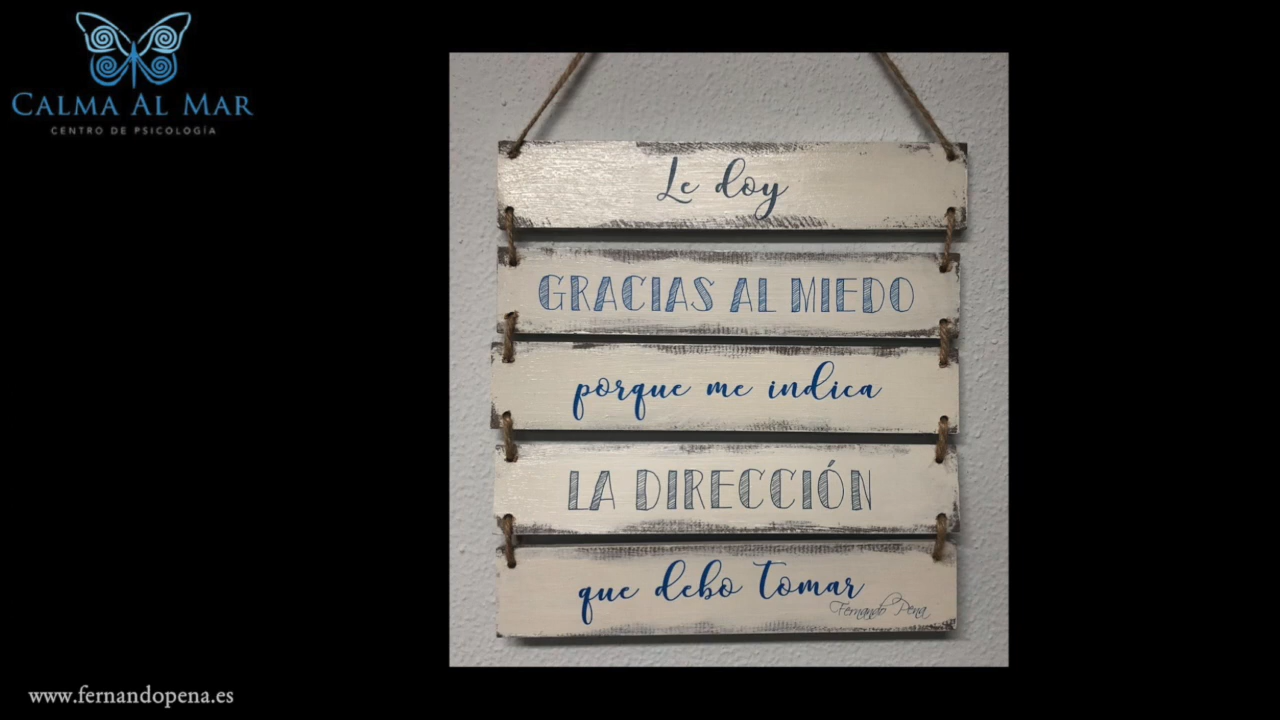 CALMA AL MAR
CENTRO DE PSICOLOGÍA
Le doy
GRACIAS AL MIEDO
porque me indica
LA DIRECCIÓN
que debo tomar
Fernando Pena
www.fernandopena.es